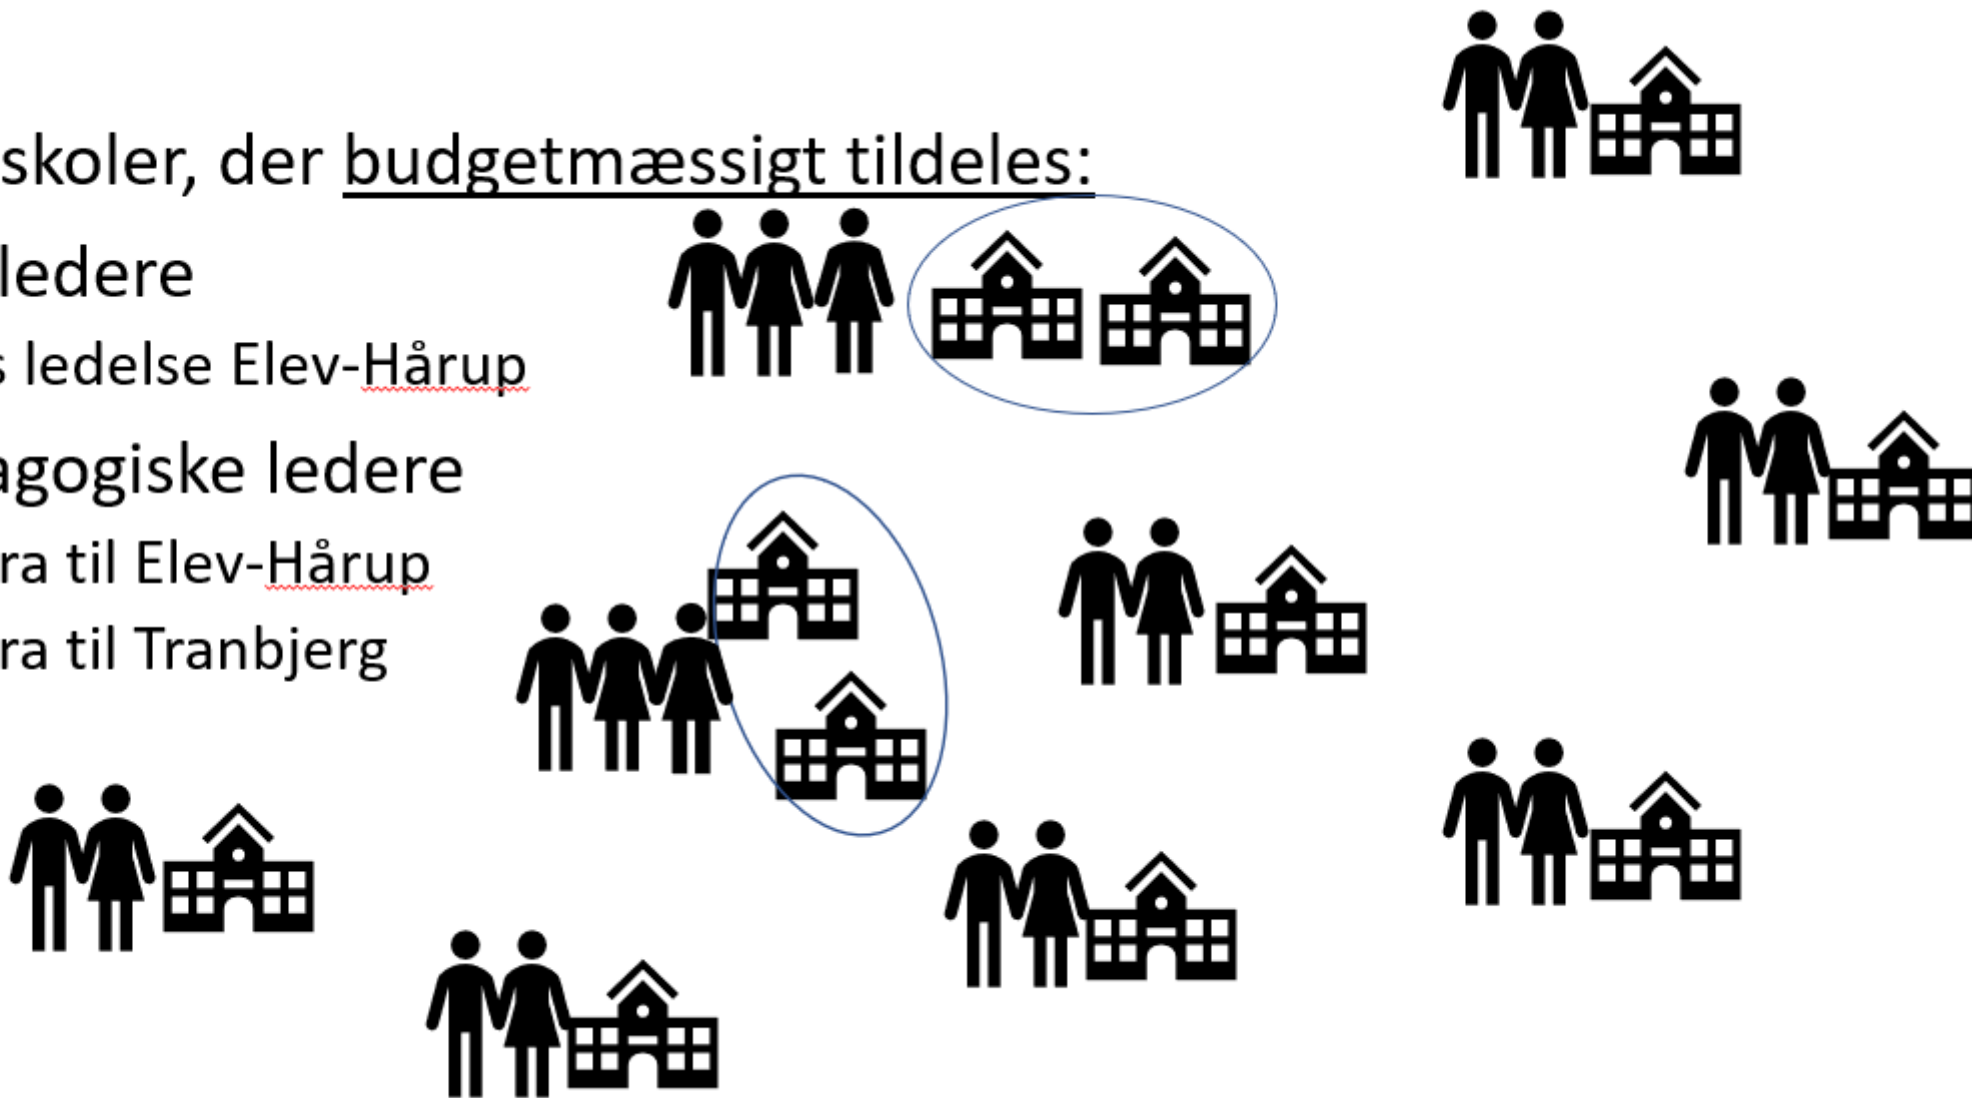 skoler, der budgetmæssigt tildeles:
ledere
s ledelse Elev-Hårup
agogiske ledere
ra til Elev-Hårup
ra til Tranbjerg